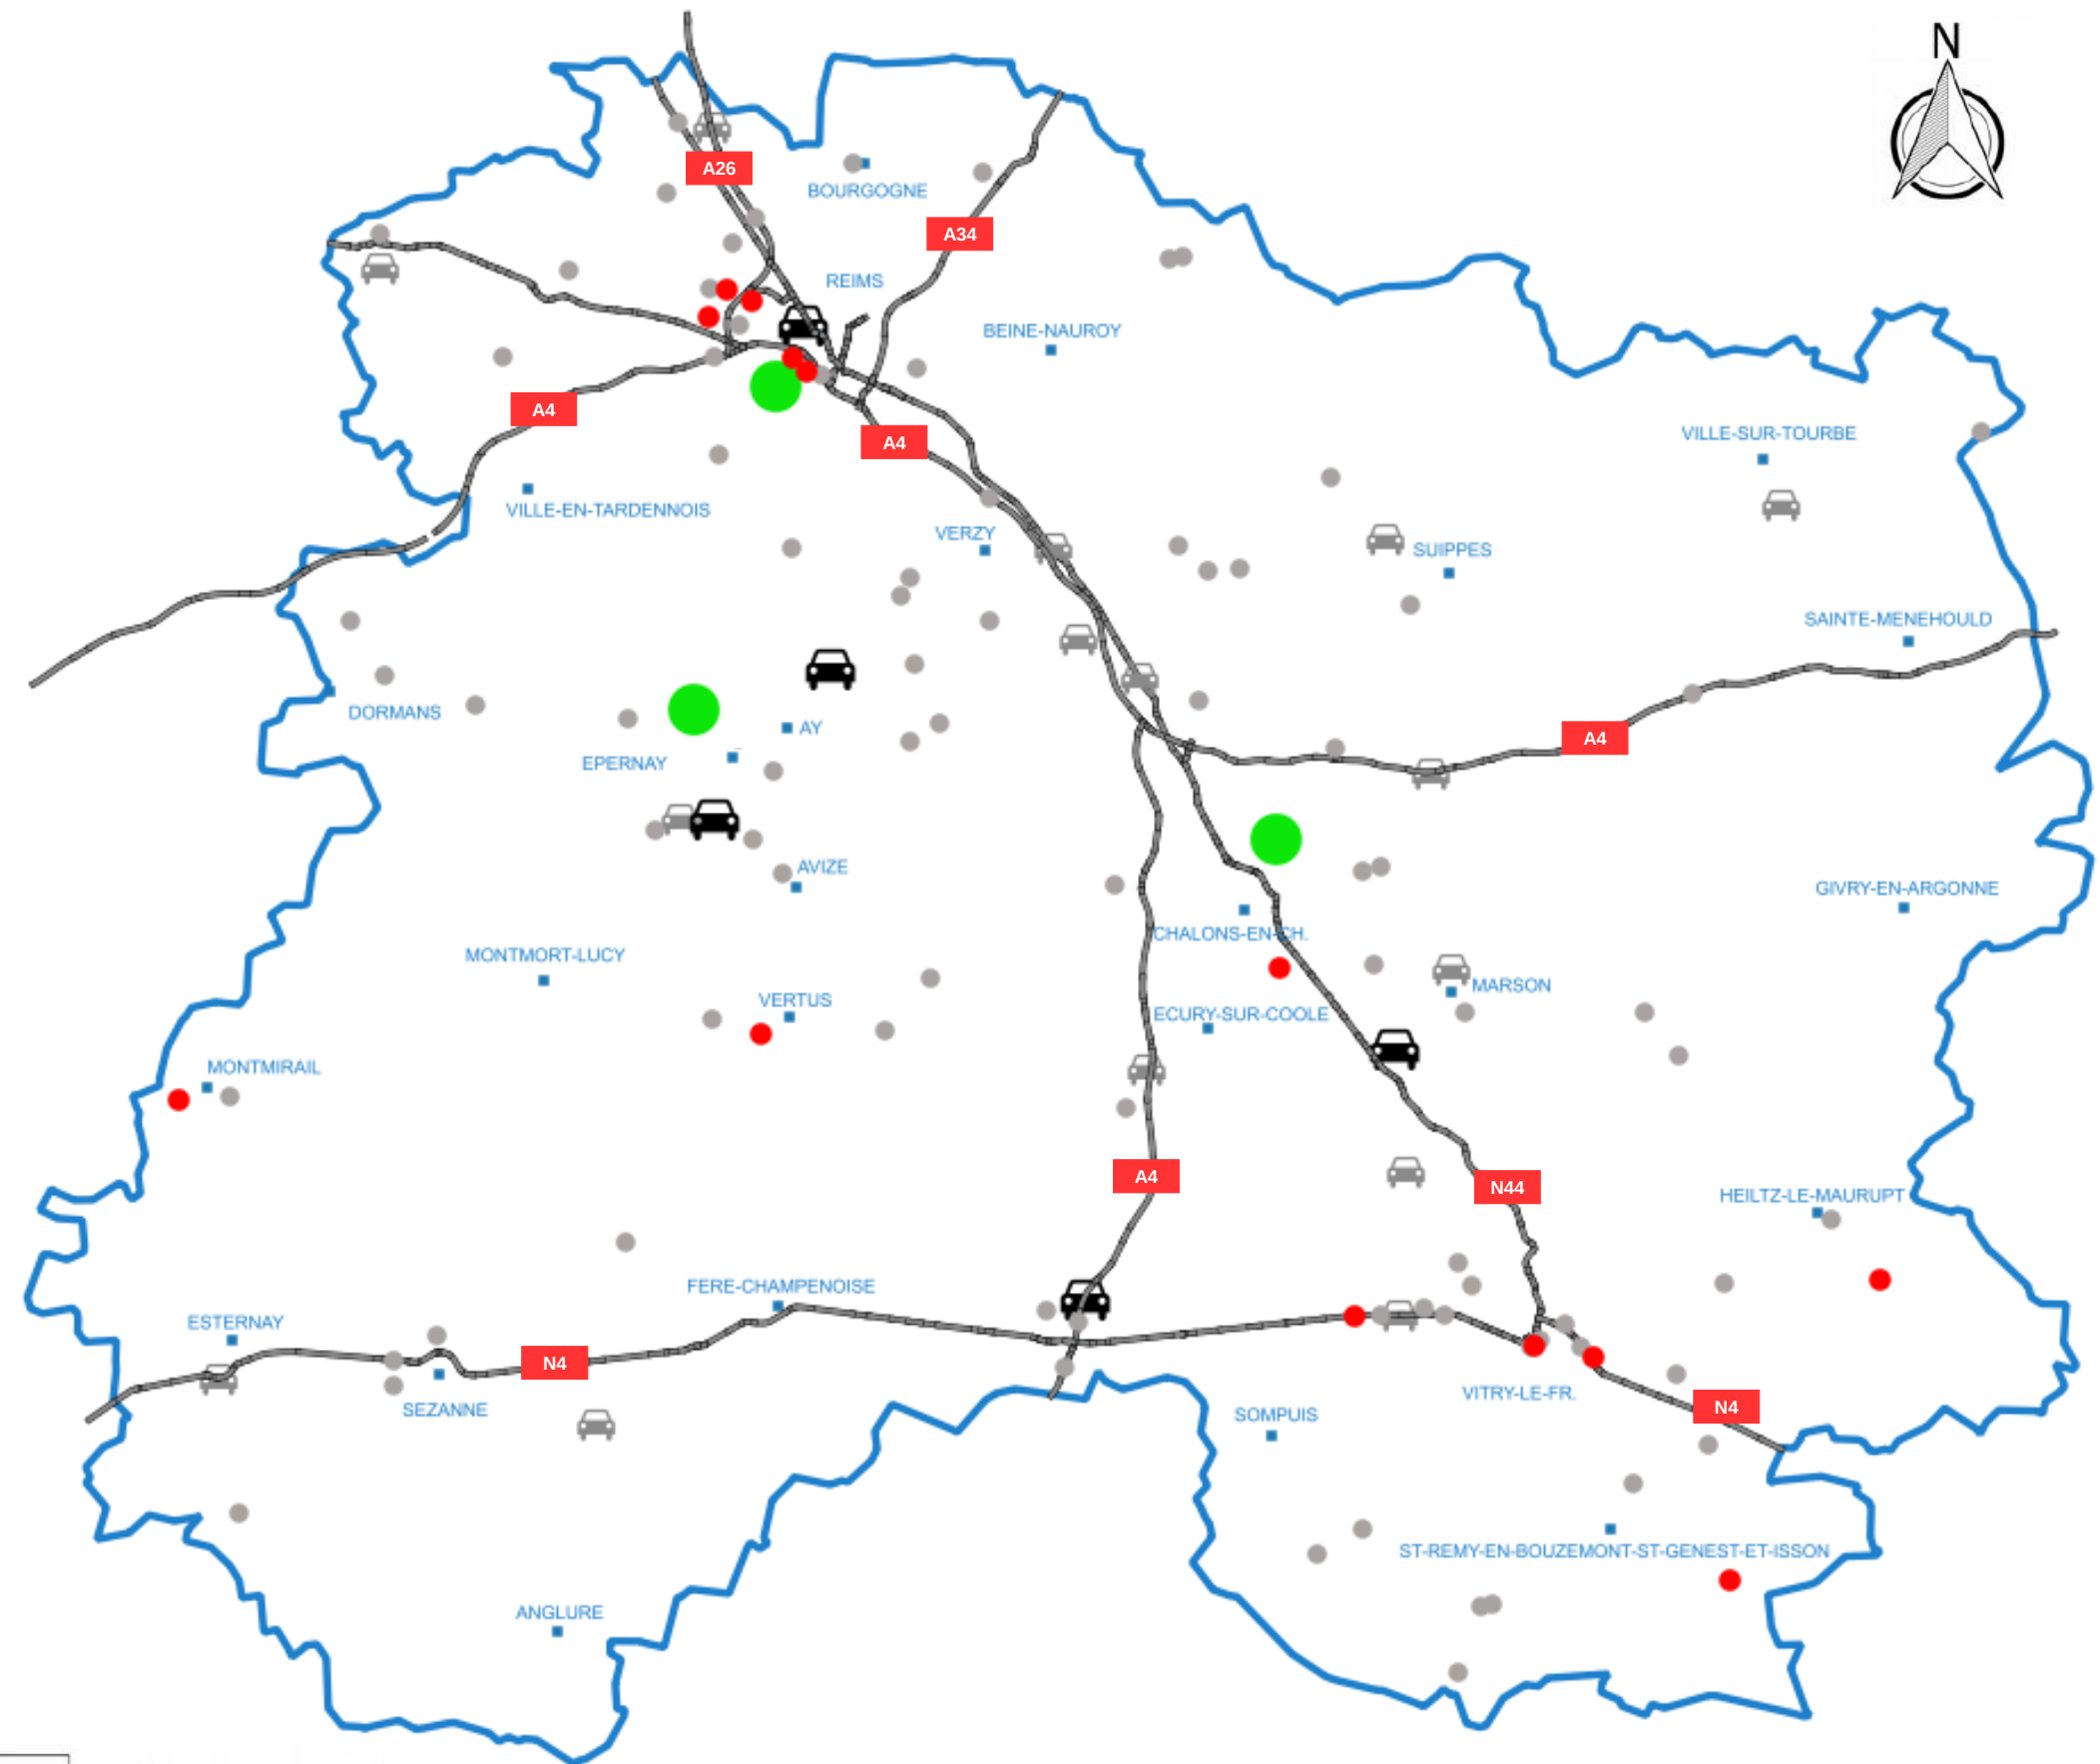 N
A26
BOURGOGNE
A34
REIMS
BEINE-NAUROY
A4
A4
VILLE-SUR-TOURBE
VILLE-EN-TARDENNOIS
VERZY
SUIPPES
SAINTE-MENEHOULD
DORMANS
AY
A4
EPERNAY
AVIZE
GIVRY-EN-ARGONNE
CHALONS-EN-CH.
MONTMORT-LUCY
MARSON
VERTUS
ECURY-SUR-COOLE
MONTMIRAIL
A4
N44
HEILTZ-LE-MAURUPT
FERE-CHAMPENOISE
ESTERNAY
N4
VITRY-LE-FR.
N4
SEZANNE
SOMPUIS
ST-REMY-EN-BOUZEMONT-ST-GENEST-ET-ISSON
ANGLURE